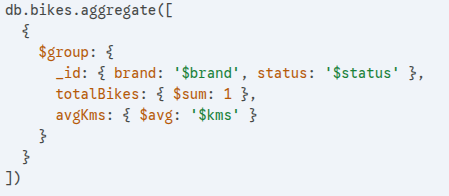 db.bikes.aggregate([
  {
    $group: {
      _id: { brand: '$brand', status: '$status' },
      totalBikes: { $sum: 1 },
      avgKms: { $avg: '$kms' }
    }
  }
])